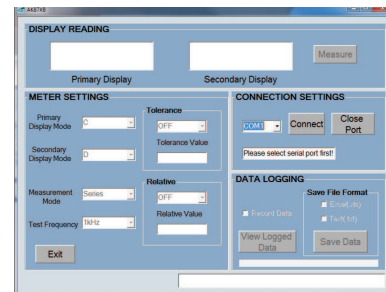 AK87XB
DISPLAY READING
Measure
Primary Display
Secondary Display
METER SETTINGS
Primary
Display Mode
C
Secondary
Display Mode
D
Measurement
Mode
Series
Test Frequency
1kHz
Exit
Tolerance
OFF
Tolerance Value
Relative
OFF
Relative Value
CONNECTION SETTINGS
COM1
Connect
Close
Port
Please select serial port first!
DATA LOGGING
Save File Format
Record Data
View Logged
Data
Save Data